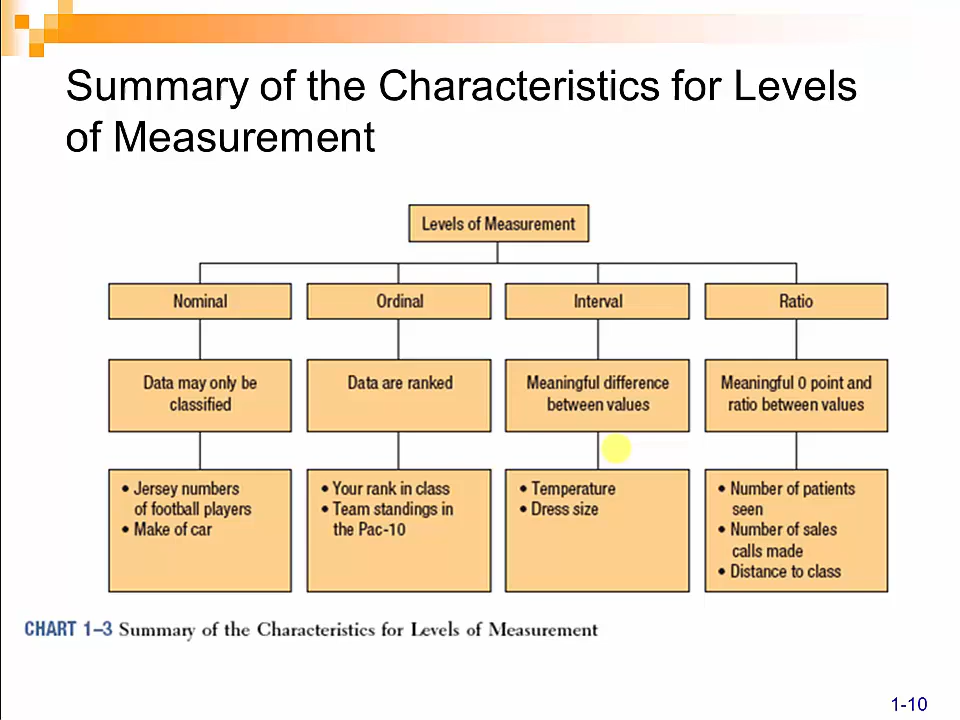 Summary of the Characteristics for Levels
of Measurement
Levels of Measurement
Nominal
Ordinal
Interval
Ratio
Data may only be
classified
Data are ranked
Meaningful difference
between values
Meaningful 0 point and
ratio between values
• Jersey numbers
of football players
• Make of car
• Your rank in class
• Team standings in
the Pac-10
• Temperature
• Dress size
• Number of patients
seen
• Number of sales
calls made
• Distance to class
CHART 1–3 Summary of the Characteristics for Levels of Measurement
1-10